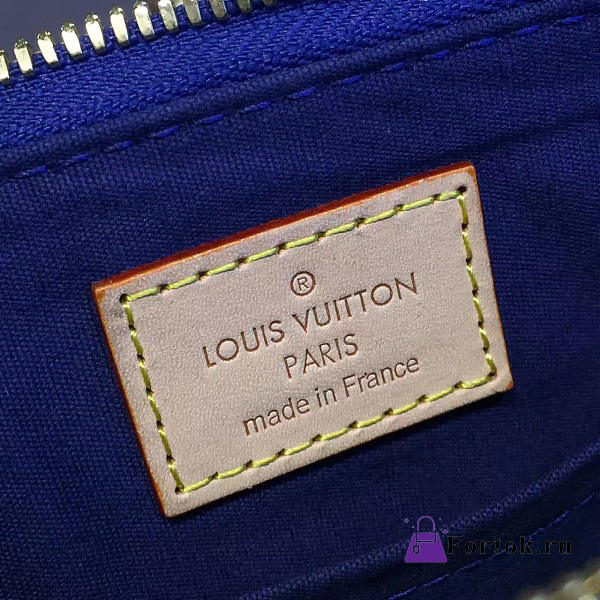 ®
LOUIS VUITTON
PARIS
made in France
Fortok.ru